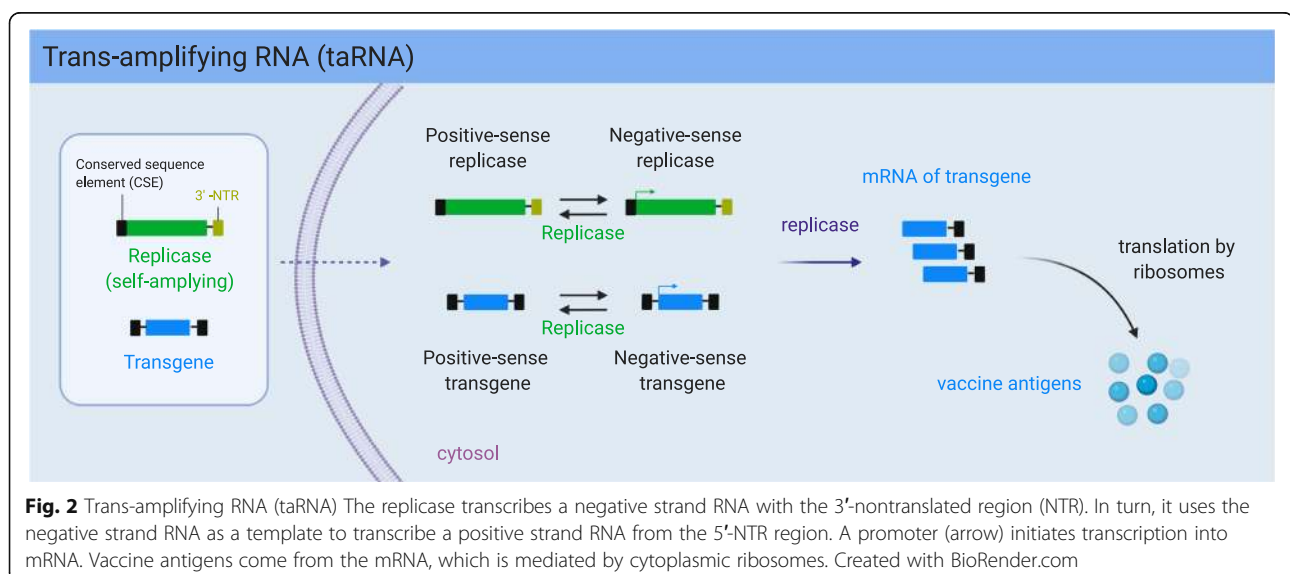 Trans-amplifying RNA (taRNA)
Conserved sequence
element (CSE)
3' -NTR
Replicase
(self-amplying)
Transgene
Positive-sense
replicase
Negative-sense
replicase
Replicase
Replicase
Positive-sense
transgene
Negative-sense
transgene
cytosol
replicase
mRNA of transgene
translation by
ribosomes
vaccine antigens
Fig. 2 Trans-amplifying RNA (taRNA) The replicase transcribes a negative strand RNA with the 3′-nontranslated region (NTR). In turn, it uses the
negative strand RNA as a template to transcribe a positive strand RNA from the 5′-NTR region. A promoter (arrow) initiates transcription into
mRNA. Vaccine antigens come from the mRNA, which is mediated by cytoplasmic ribosomes. Created with BioRender.com